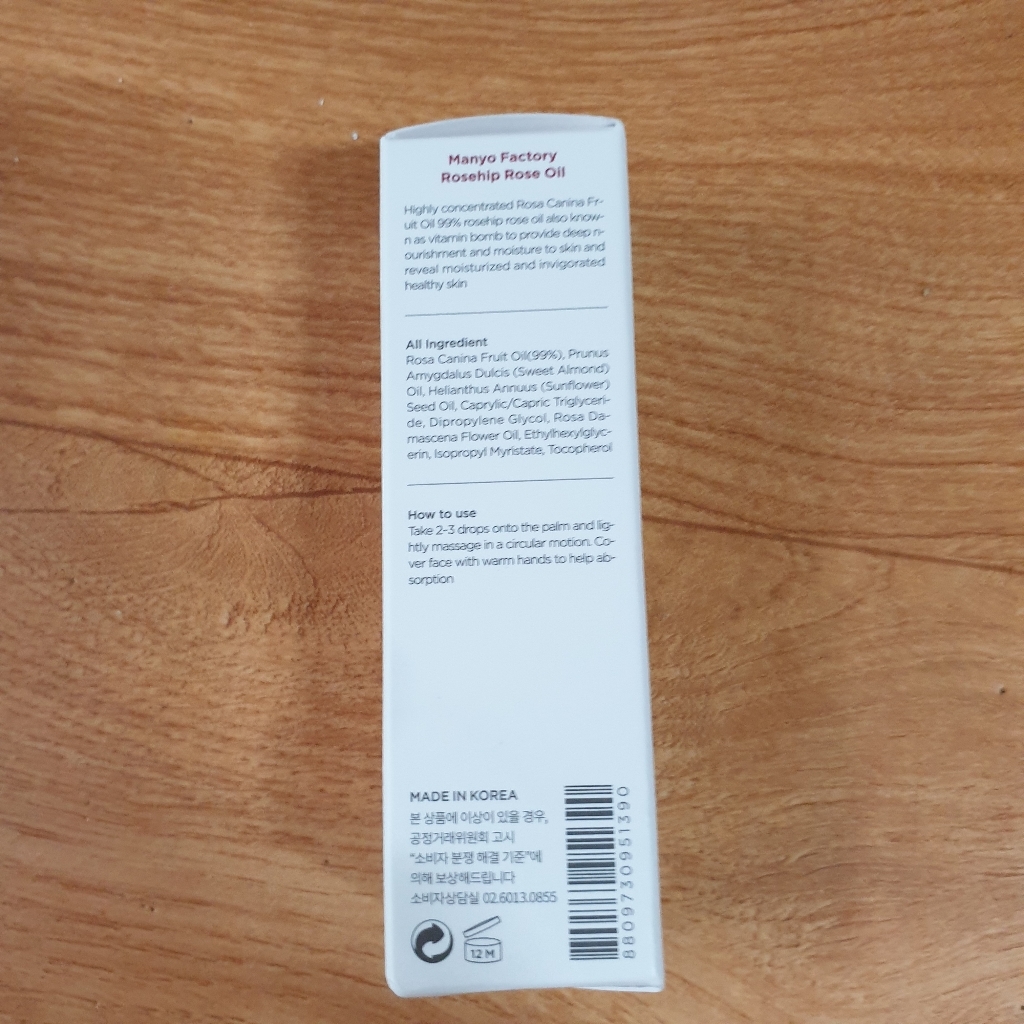 Manyo Factory
Rosehip Rose Oil
Highly concentrated Rosa Canina Fr-
uit Oil 99% rosehip rose oil also know-
n as vitamin bomb to provide deep n-
ourishment and moisture to skin and
reveal moisturized and invigorated
healthy skin
All Ingredient
Rosa Canina Fruit Oil(99%), Prunus
Amygdalus Dulcis (Sweet Almond)
Oil, Helianthus Annuus (Sunflower)
Seed Oil, Caprylic/Capric Triglyceri-
de, Dipropylene Glycol, Rosa Da-
mascena Flower Oil, Ethylhexylglyc-
erin, Isopropyl Myristate, Tocopherol
How to use
Take 2-3 drops onto the palm and lig-
htly massage in a circular motion. Co-
ver face with warm hands to help ab-
sorption
MADE IN KOREA
본 상품에 이상이 있을 경우,
공정거래위원회 고시
"소비자 분쟁 해결 기준"에
의해 보상해드립니다
소비자상담실 02.6013.0855
12 M
8809730951390